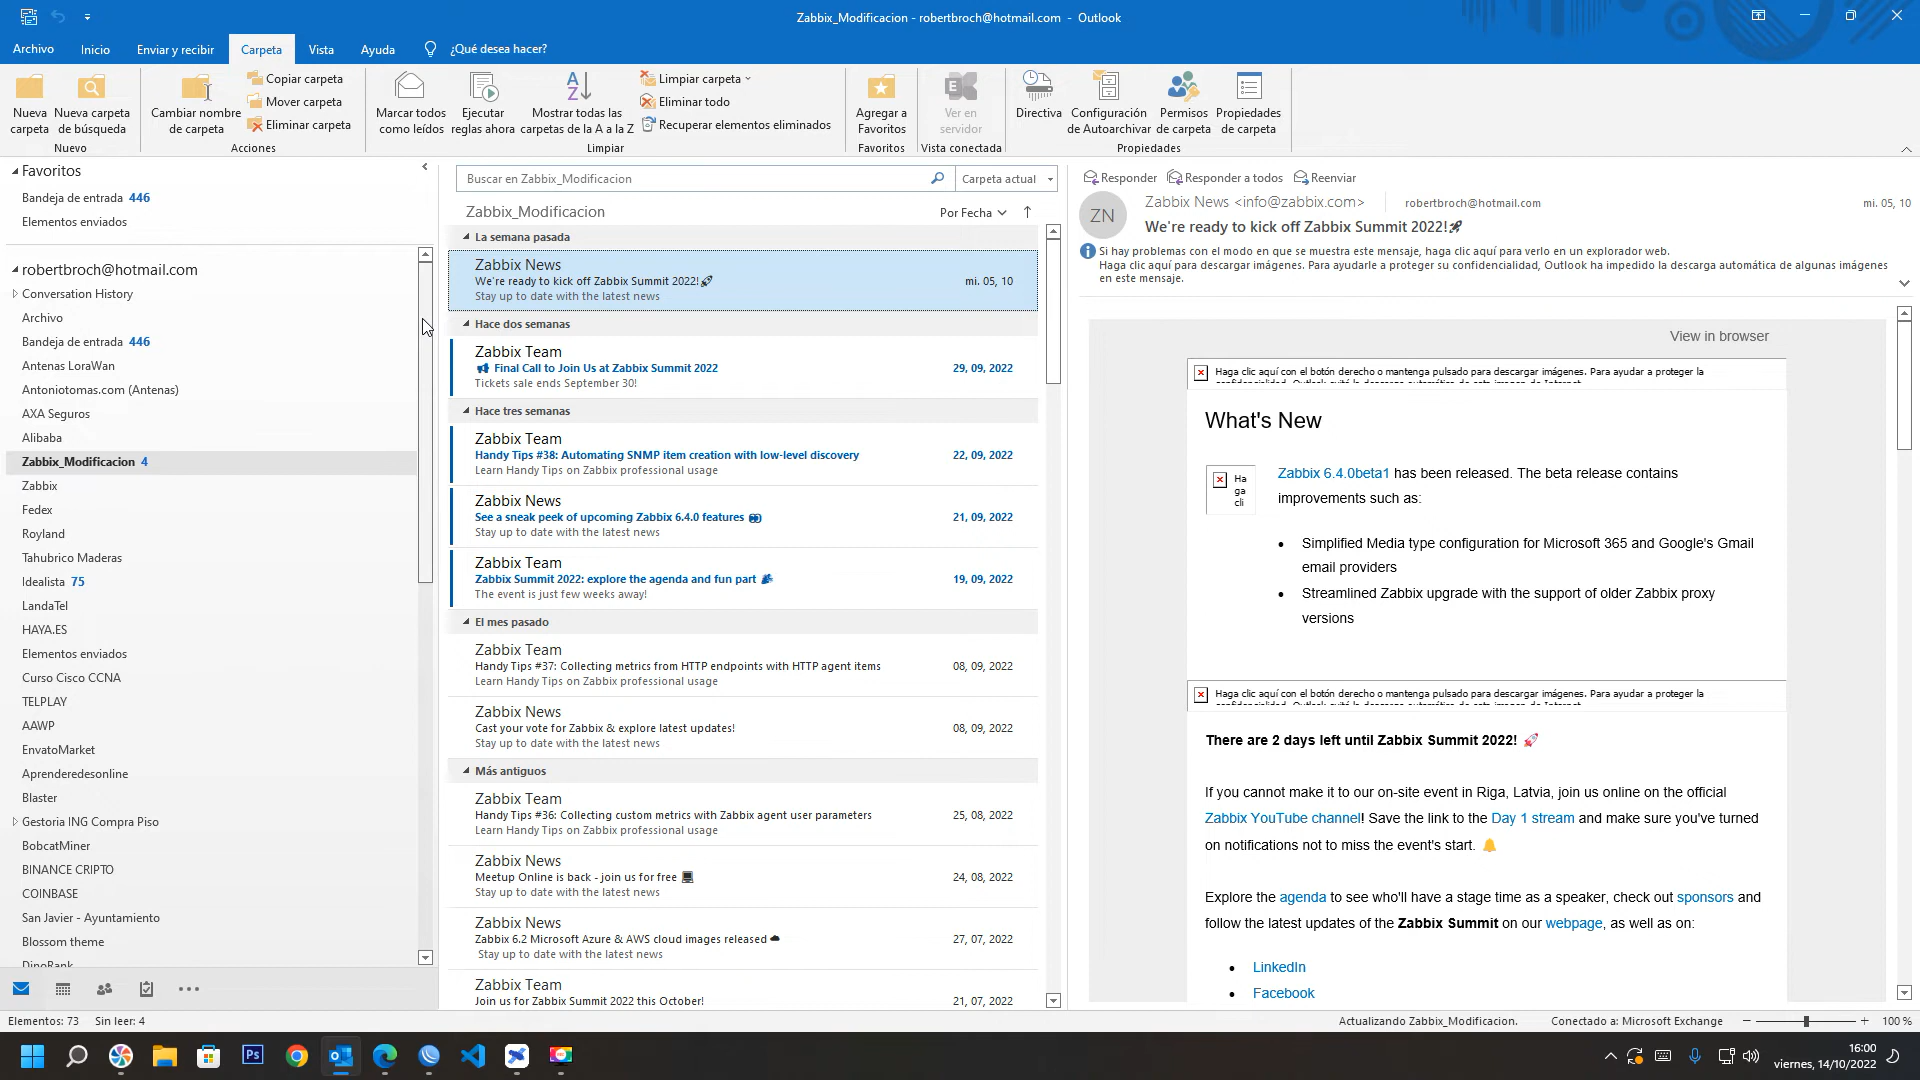 Zabbix_Modificacion - robertbroch@hotmail.com - Outlook
Archivo Inicio Enviar y recibir Carpeta Vista Ayuda ¿Qué desea hacer?
Nueva carpeta
Nueva carpeta de búsqueda
Nuevo
Cambiar nombre de carpeta
Copiar carpeta
Mover carpeta
Eliminar carpeta
Acciones
Marcar todos como leídos
Ejecutar reglas ahora
Mostrar todas las carpetas de la A a la Z
Limpiar carpeta
Eliminar todo
Recuperar elementos eliminados
Limpiar
Agregar a Favoritos
Favoritos
Ver en servidor
Vista conectada
Directiva
Configuración de Autoarchivar
Permisos de carpeta
Propiedades de carpeta
Propiedades
Favoritos
Bandeja de entrada 446
Elementos enviados
robertbroch@hotmail.com
Conversation History
Archivo
Bandeja de entrada 446
Antenas LoraWan
Antoniotomas.com (Antenas)
AXA Seguros
Alibaba
Zabbix_Modificacion 4
Zabbix
Fedex
Royland
Tahubrico Maderas
Idealista 75
LandaTel
HAYA.ES
Elementos enviados
Curso Cisco CCNA
TELPLAY
AAWP
EnvatoMarket
Aprenderedesonline
Blaster
Gestoria ING Compra Piso
BobcatMiner
BINANCE CRIPTO
COINBASE
San Javier - Ayuntamiento
Blossom theme
DinoRank
Buscar en Zabbix_Modificacion Carpeta actual
Zabbix_Modificacion Por Fecha
La semana pasada
Zabbix News
We're ready to kick off Zabbix Summit 2022!🚀 mi. 05, 10
Stay up to date with the latest news
Hace dos semanas
Zabbix Team
📢 Final Call to Join Us at Zabbix Summit 2022 29, 09, 2022
Tickets sale ends September 30!
Hace tres semanas
Zabbix Team
Handy Tips #38: Automating SNMP item creation with low-level discovery 22, 09, 2022
Learn Handy Tips on Zabbix professional usage
Zabbix News
See a sneak peek of upcoming Zabbix 6.4.0 features 👀 21, 09, 2022
Stay up to date with the latest news
Zabbix Team
Zabbix Summit 2022: explore the agenda and fun part 🎉 19, 09, 2022
The event is just few weeks away!
El mes pasado
Zabbix Team
Handy Tips #37: Collecting metrics from HTTP endpoints with HTTP agent items 08, 09, 2022
Learn Handy Tips on Zabbix professional usage
Zabbix News
Cast your vote for Zabbix & explore latest updates! 08, 09, 2022
Stay up to date with the latest news
Más antiguos
Zabbix Team
Handy Tips #36: Collecting custom metrics with Zabbix agent user parameters 25, 08, 2022
Learn Handy Tips on Zabbix professional usage
Zabbix News
Meetup Online is back - join us for free 💻 24, 08, 2022
Stay up to date with the latest news
Zabbix News
Zabbix 6.2 Microsoft Azure & AWS cloud images released ☁ 27, 07, 2022
Stay up to date with the latest news
Zabbix Team
Join us for Zabbix Summit 2022 this October! 21, 07, 2022
Responder Responder a todos Reenviar
ZN
Zabbix News <info@zabbix.com> robertbroch@hotmail.com mi. 05, 10
We're ready to kick off Zabbix Summit 2022!🚀
Si hay problemas con el modo en que se muestra este mensaje, haga clic aquí para verlo en un explorador web.
Haga clic aquí para descargar imágenes. Para ayudarle a proteger su confidencialidad, Outlook ha impedido la descarga automática de algunas imágenes
en este mensaje.
View in browser
Haga clic aquí con el botón derecho o mantenga pulsado para descargar imágenes. Para ayudar a proteger la
confidencialidad, Outlook evitó la descarga automática de esta imagen de Internet.
What's New
Ha
ga
cli
Zabbix 6.4.0beta1 has been released. The beta release contains
improvements such as:
• Simplified Media type configuration for Microsoft 365 and Google's Gmail
email providers
• Streamlined Zabbix upgrade with the support of older Zabbix proxy
versions
Haga clic aquí con el botón derecho o mantenga pulsado para descargar imágenes. Para ayudar a proteger la
confidencialidad, Outlook evitó la descarga automática de esta imagen de Internet.
There are 2 days left until Zabbix Summit 2022! 🚀
If you cannot make it to our on-site event in Riga, Latvia, join us online on the official
Zabbix YouTube channel! Save the link to the Day 1 stream and make sure you've turned
on notifications not to miss the event's start. 🔔
Explore the agenda to see who'll have a stage time as a speaker, check out sponsors and
follow the latest updates of the Zabbix Summit on our webpage, as well as on:
• LinkedIn
• Facebook
Elementos: 73 Sin leer: 4 Actualizando Zabbix_Modificacion. Conectado a: Microsoft Exchange 100 %
Ps
16:00
viernes, 14/10/2022